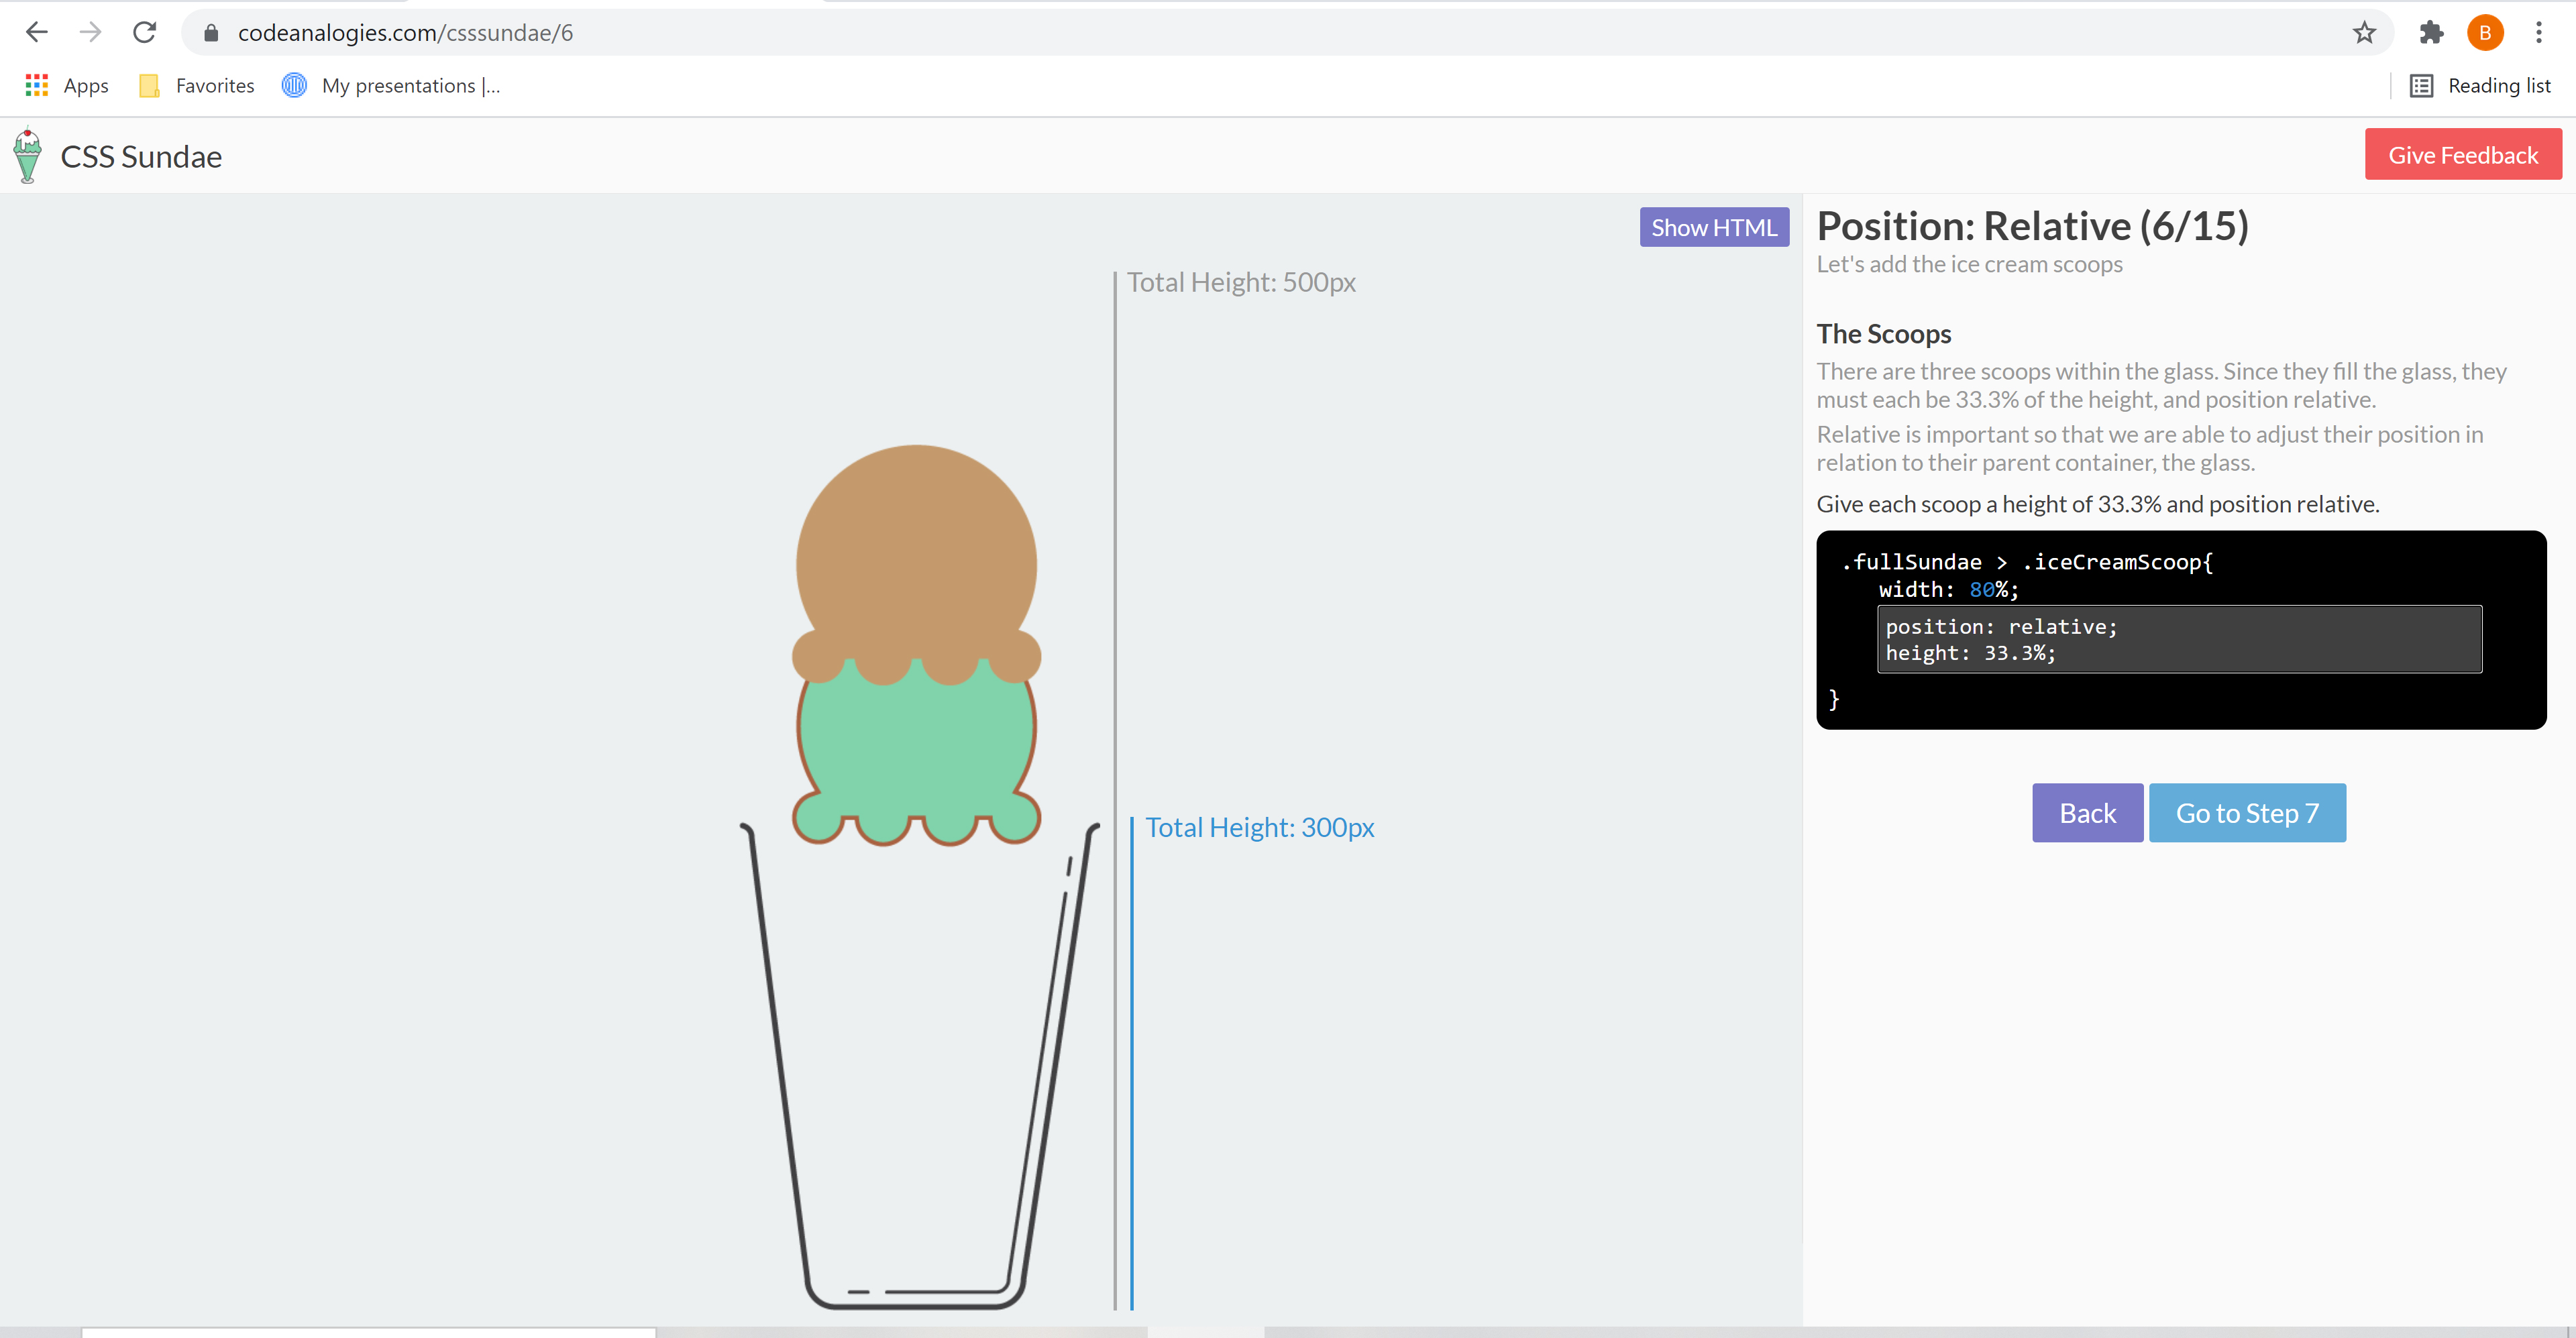 codeanalogies.com/csssundae/6
B
Apps
Favorites
My presentations |...
Reading list
CSS Sundae
Give Feedback
Show HTML
Total Height: 500px
Total Height: 300px
Position: Relative (6/15)
Let's add the ice cream scoops
The Scoops
There are three scoops within the glass. Since they fill the glass, they
must each be 33.3% of the height, and position relative.
Relative is important so that we are able to adjust their position in
relation to their parent container, the glass.
Give each scoop a height of 33.3% and position relative.
.fullSundae > .iceCreamScoop{
width: 80%;
position: relative;
height: 33.3%;
}
Back
Go to Step 7